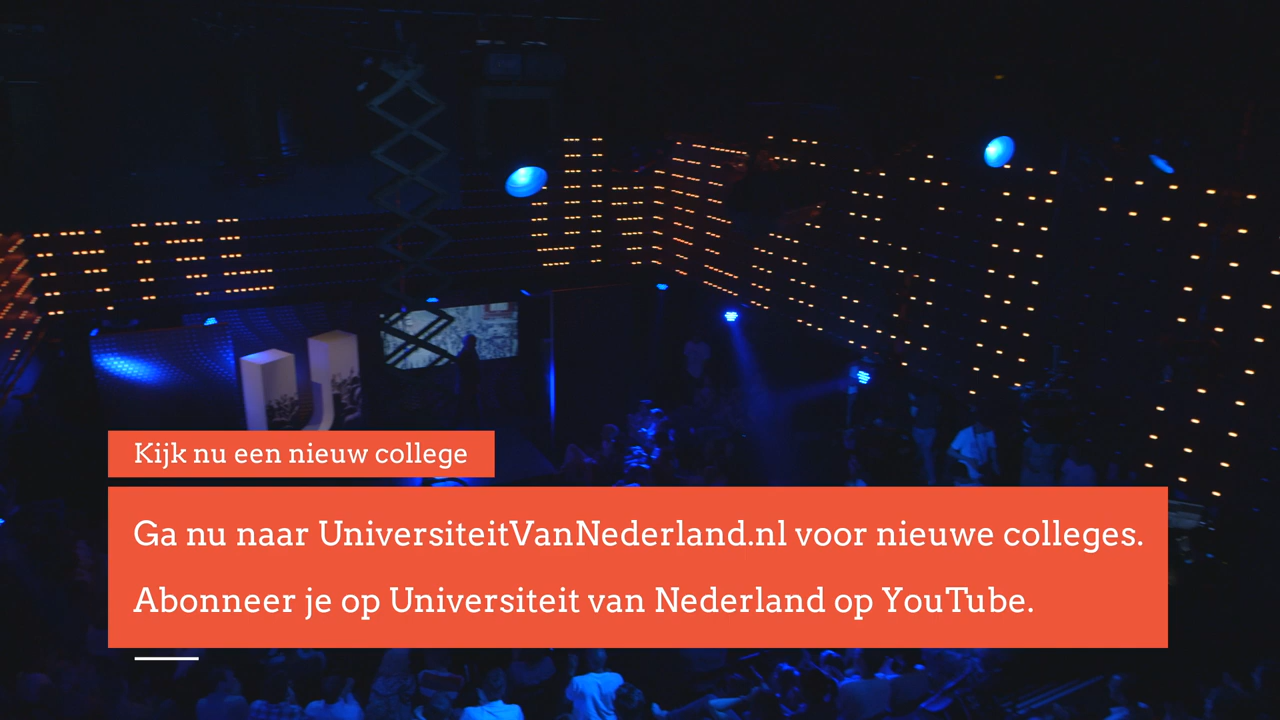 U
Kijk nu een nieuw college
Ga nu naar UniversiteitVanNederland.nl voor nieuwe colleges.
Abonneer je op Universiteit van Nederland op YouTube.